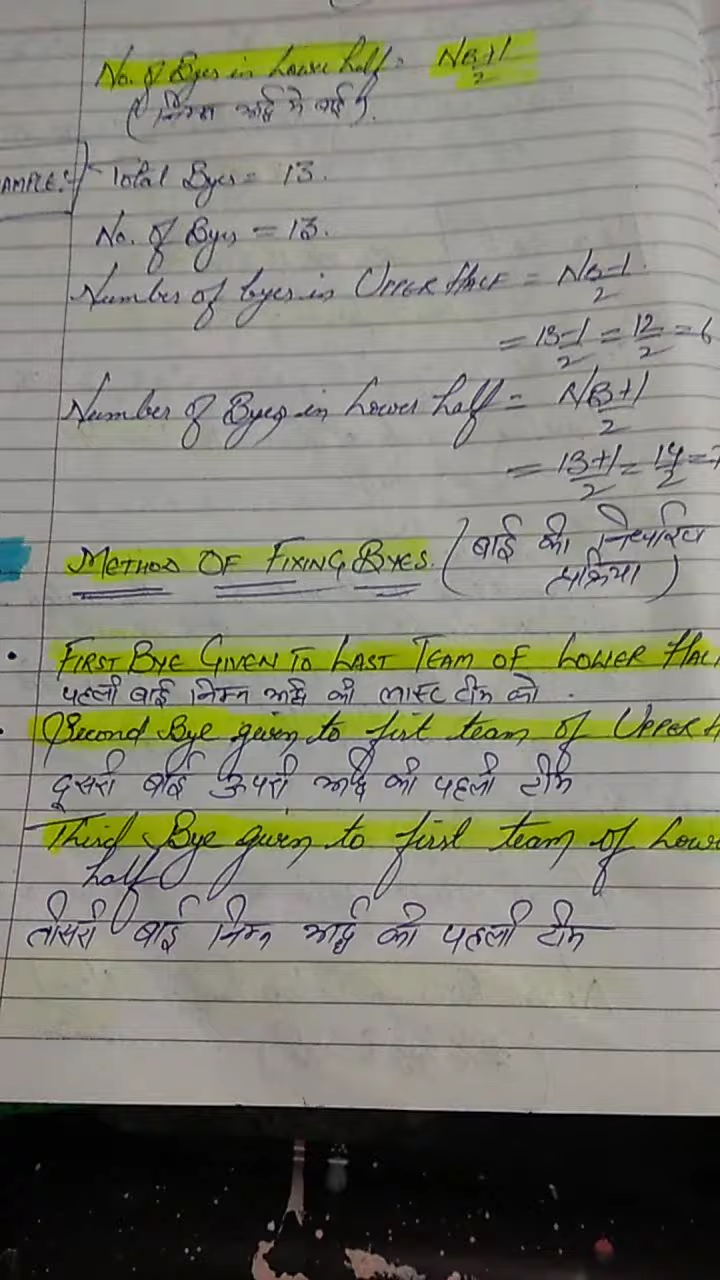 No. of Byes in Lower half = NB+1/2
(निम्न अर्द्ध में बाई).
AMPLE:- Total Byes = 13.
No. of Byes = 13.
Number of byes in UPPER HALF = NB-1/2
= 13-1/2 = 12/2 = 6
Number of Byes in Lower half = NB+1/2
= 13+1/2 = 14/2 = 7
METHOD OF FIXING BYES. (बाई की निर्धारित
प्रक्रिया)
• FIRST BYE GIVEN TO LAST TEAM OF LOWER HAL
पहली बाई निम्न अर्द्ध की लास्ट टीम को.
• Second Bye given to first team of UPPER H
दूसरी बाई ऊपरी अर्द्ध की पहली टीम
Third Bye given to first team of Lowe
half
तीसरी बाई निम्न अर्द्ध की पहली टीम